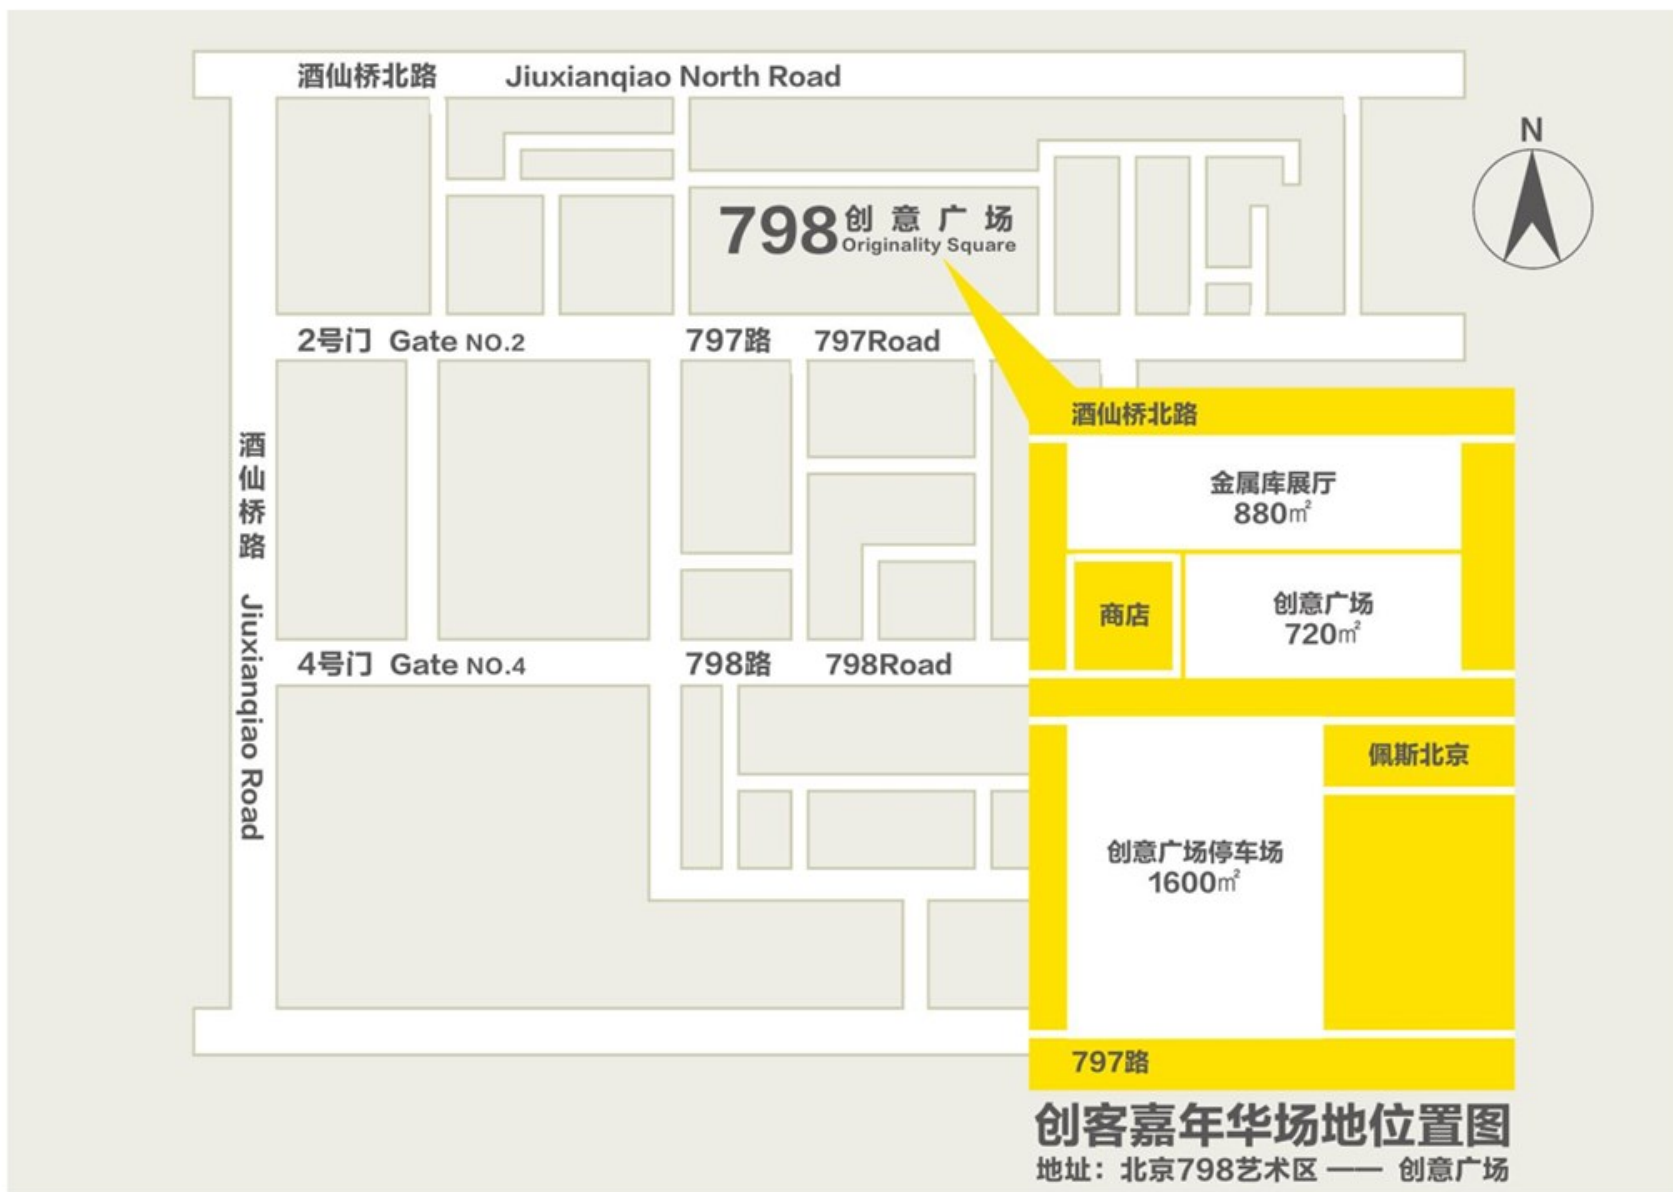 酒仙桥北路 Jiuxianqiao North Road
N
798 创意广场
Originality Square
2号门 Gate NO.2 797路 797Road
酒仙桥路 Jiuxianqiao Road
4号门 Gate NO.4 798路 798Road
酒仙桥北路
金属库展厅
880㎡
商店
创意广场
720㎡
佩斯北京
创意广场停车场
1600㎡
797路
创客嘉年华场地位置图
地址：北京798艺术区 —— 创意广场